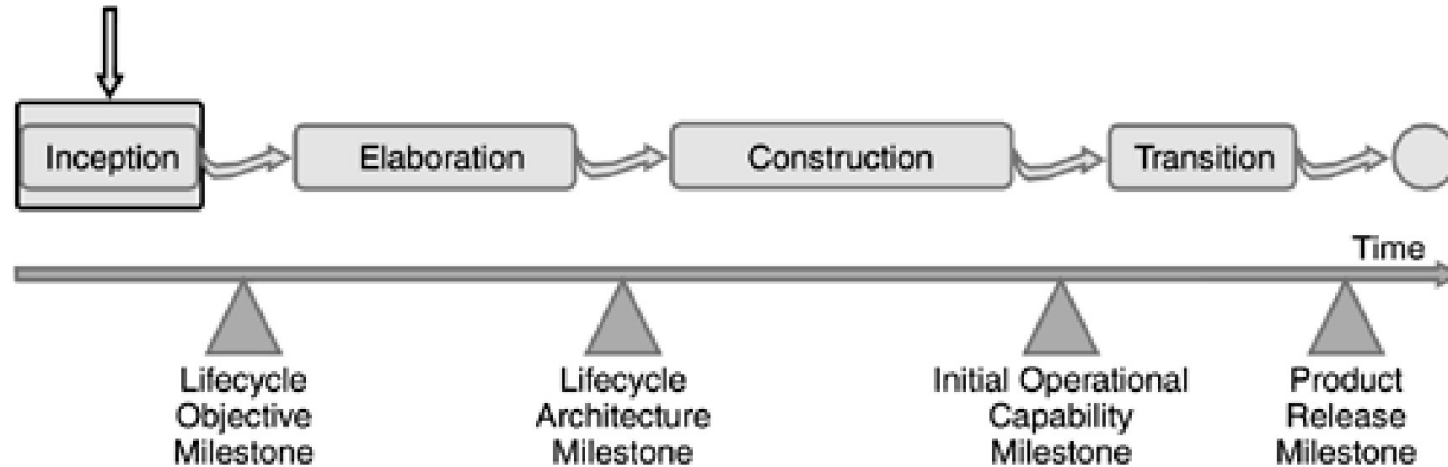 Inception
Elaboration
Construction
Transition
Time
Lifecycle
Objective
Milestone
Lifecycle
Architecture
Milestone
Initial Operational
Capability
Milestone
Product
Release
Milestone